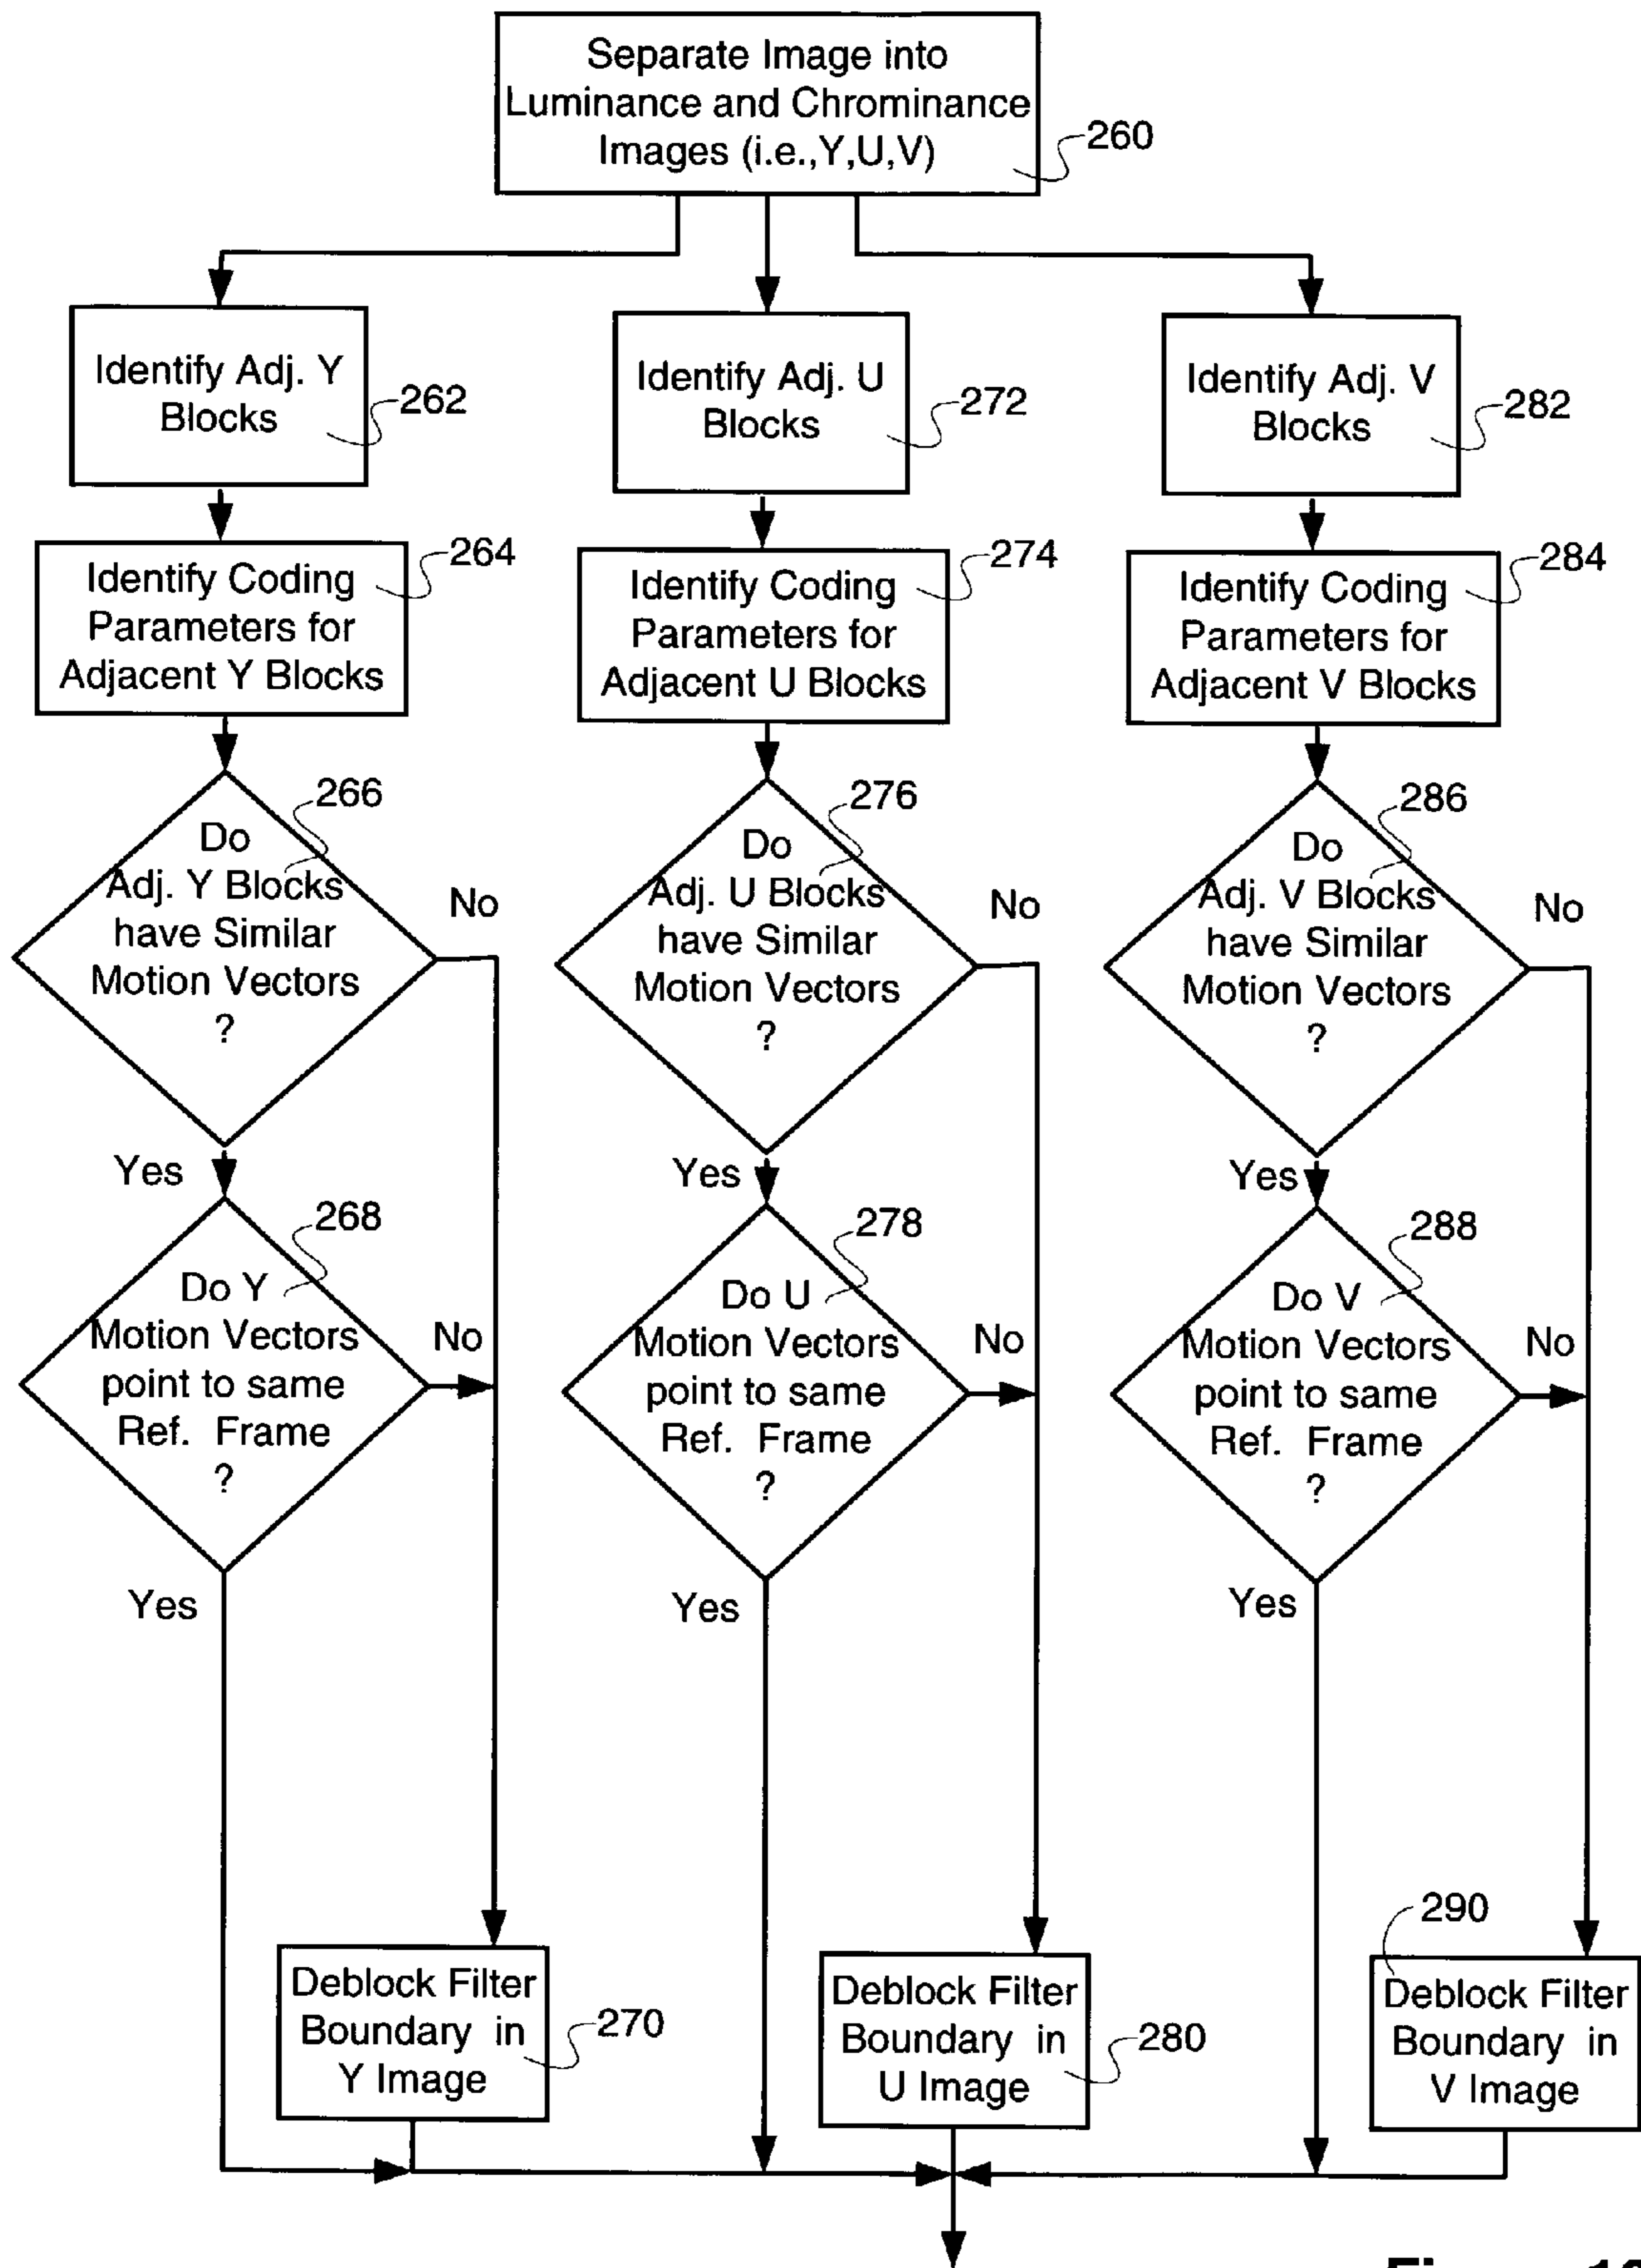 Separate Image into
Luminance and Chrominance
Images (i.e.,Y,U,V)
260
Identify Adj. Y
Blocks
262
Identify Adj. U
Blocks
272
Identify Adj. V
Blocks
282
Identify Coding
Parameters for
Adjacent Y Blocks
264
Identify Coding
Parameters for
Adjacent U Blocks
274
Identify Coding
Parameters for
Adjacent V Blocks
284
Do
Adj. Y Blocks
have Similar
Motion Vectors
?
266
No
Yes
Do
Adj. U Blocks
have Similar
Motion Vectors
?
276
No
Yes
Do
Adj. V Blocks
have Similar
Motion Vectors
?
286
No
Yes
Do Y
Motion Vectors
point to same
Ref. Frame
?
268
No
Yes
Do U
Motion Vectors
point to same
Ref. Frame
?
278
No
Yes
Do V
Motion Vectors
point to same
Ref. Frame
?
288
No
Yes
Deblock Filter
Boundary in
Y Image
270
Deblock Filter
Boundary in
U Image
280
290
Deblock Filter
Boundary in
V Image